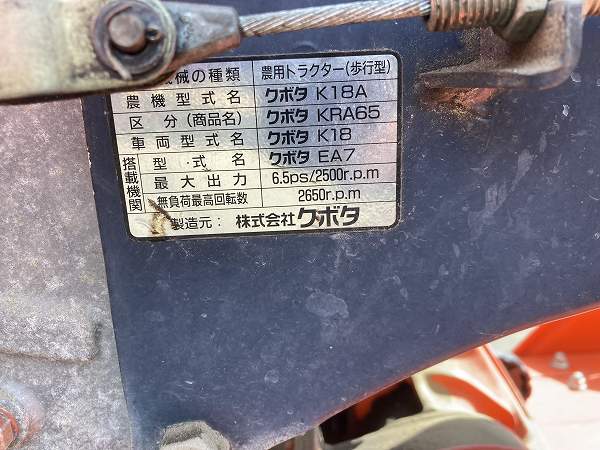 械の種類 農用トラクター(歩行型)
農機型式名 クボタ K18A
区分(商品名) クボタ KRA65
車両型式名 クボタ K18
搭載機関 型式名 クボタ EA7
最大出力 6.5ps/2500r.p.m
無負荷最高回転数 2650r.p.m
製造元: 株式会社クボタ